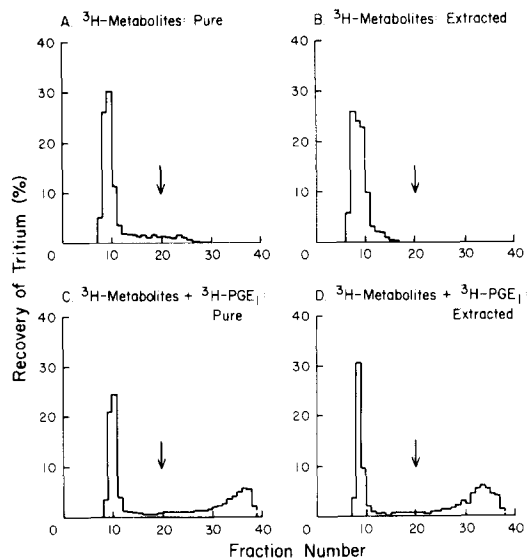 A. ³H-Metabolites: Pure
B. ³H-Metabolites: Extracted
40
30
20
10
0 10 20 30 40
40
30
20
10
0 10 20 30 40
C. ³H-Metabolites + ³H-PGE₁:
Pure
D. ³H-Metabolites + ³H-PGE₁:
Extracted
40
30
20
10
0
0 10 20 30 40
40
30
20
10
0
0 10 20 30 40
Recovery of Tritium (%)
Fraction Number